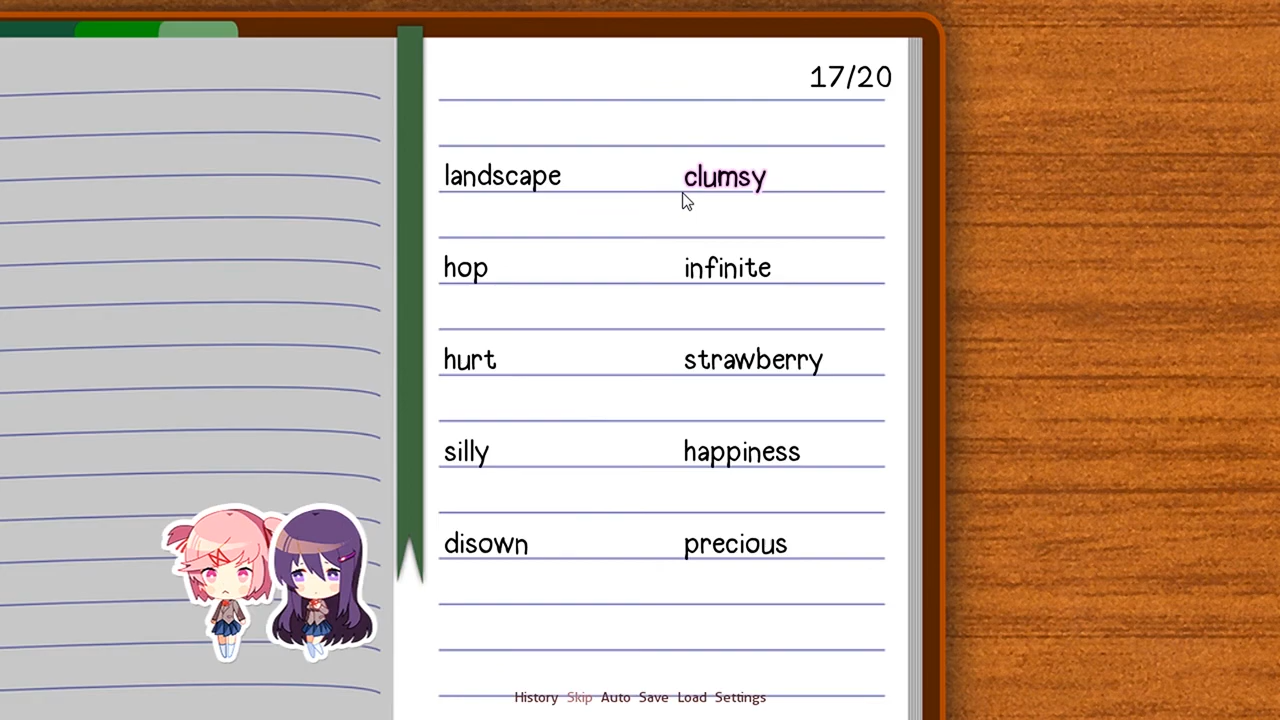 17/20
landscape clumsy
hop infinite
hurt strawberry
silly happiness
disown precious
History Skip Auto Save Load Settings